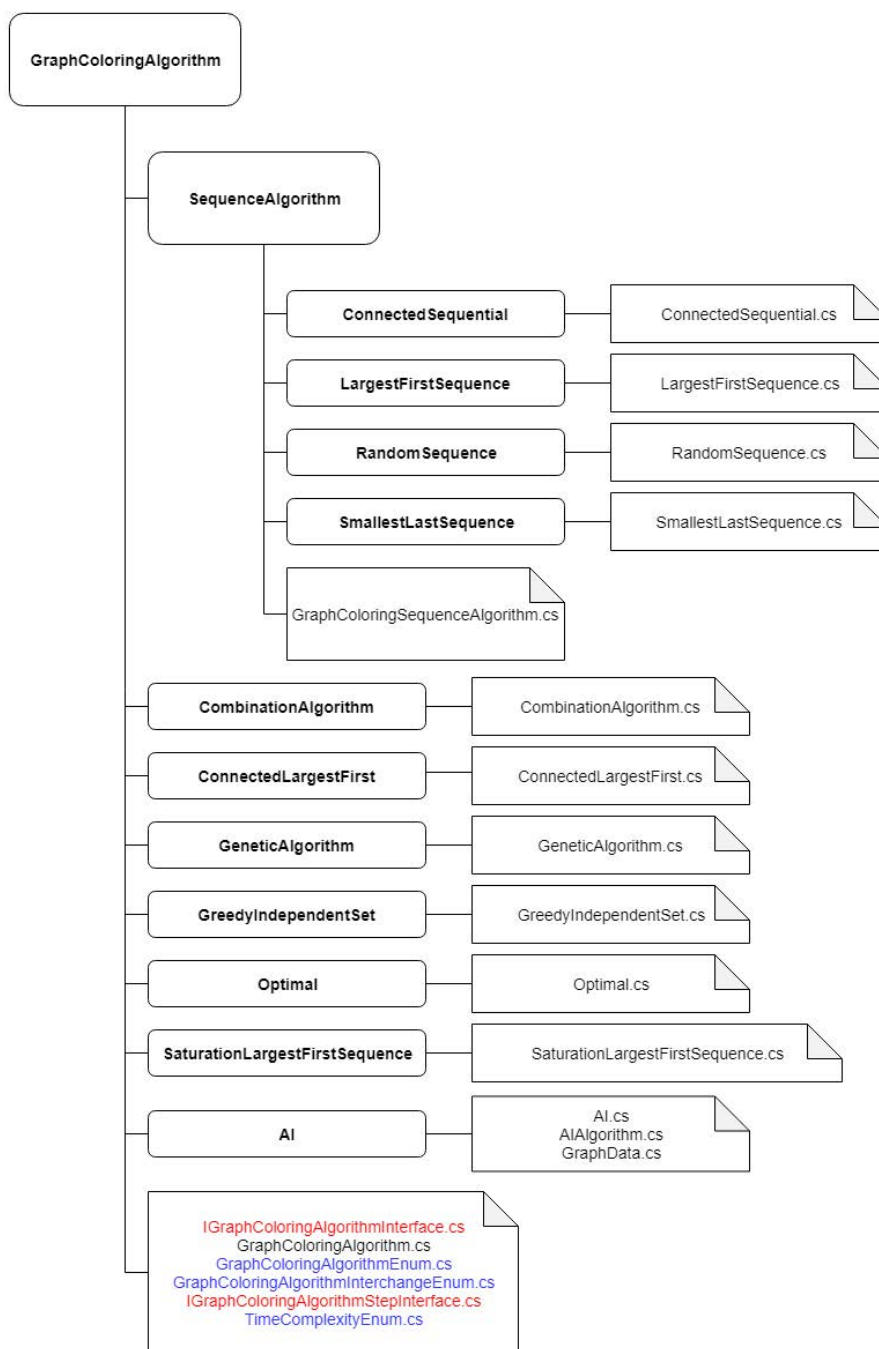 GraphColoringAlgorithm
SequenceAlgorithm
ConnectedSequential
ConnectedSequential.cs
LargestFirstSequence
LargestFirstSequence.cs
RandomSequence
RandomSequence.cs
SmallestLastSequence
SmallestLastSequence.cs
GraphColoringSequenceAlgorithm.cs
CombinationAlgorithm
CombinationAlgorithm.cs
ConnectedLargestFirst
ConnectedLargestFirst.cs
GeneticAlgorithm
GeneticAlgorithm.cs
GreedyIndependentSet
GreedyIndependentSet.cs
Optimal
Optimal.cs
SaturationLargestFirstSequence
SaturationLargestFirstSequence.cs
AI
AI.cs
AIAlgorithm.cs
GraphData.cs
IGraphColoringAlgorithmInterface.cs
GraphColoringAlgorithm.cs
GraphColoringAlgorithmEnum.cs
GraphColoringAlgorithmInterchangeEnum.cs
IGraphColoringAlgorithmStepInterface.cs
TimeComplexityEnum.cs